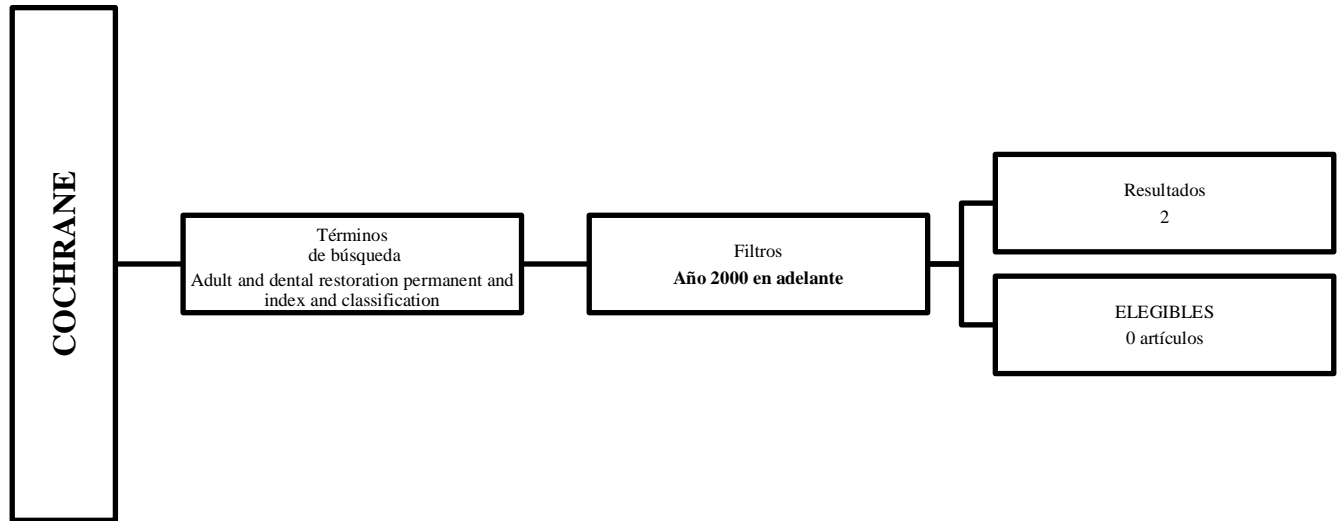 COCHRANE
Términos
de búsqueda
Adult and dental restoration permanent and
index and classification
Filtros
Año 2000 en adelante
Resultados
2
ELEGIBLES
0 artículos